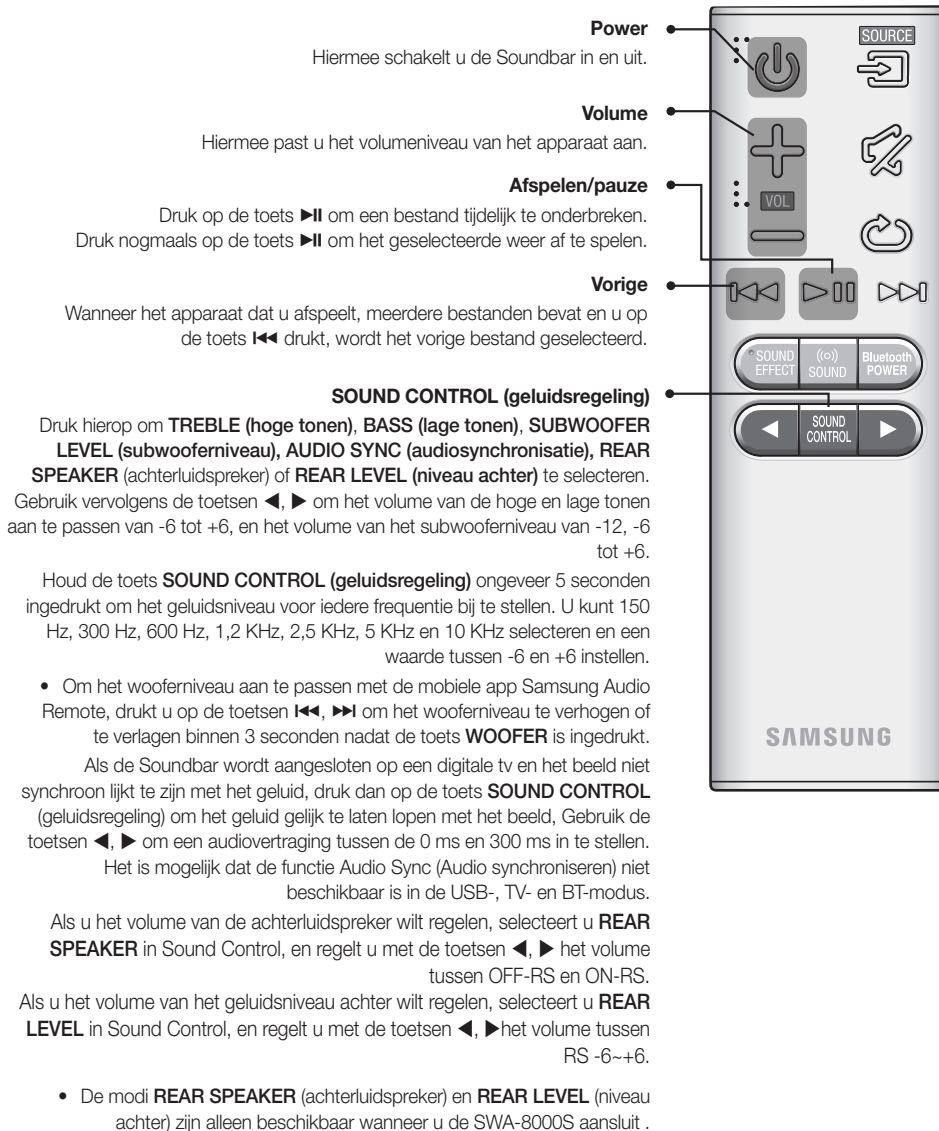 Power
Hiermee schakelt u de Soundbar in en uit.
Volume
Hiermee past u het volumeniveau van het apparaat aan.
Afspelen/pauze
Druk op de toets ⏯ om een bestand tijdelijk te onderbreken.
Druk nogmaals op de toets ⏯ om het geselecteerde weer af te spelen.
Vorige
Wanneer het apparaat dat u afspeelt, meerdere bestanden bevat en u op
de toets ⏮ drukt, wordt het vorige bestand geselecteerd.
SOUND CONTROL (geluidsregeling)
Druk hierop om TREBLE (hoge tonen), BASS (lage tonen), SUBWOOFER
LEVEL (subwooferniveau), AUDIO SYNC (audiosynchronisatie), REAR
SPEAKER (achterluidspreker) of REAR LEVEL (niveau achter) te selecteren.
Gebruik vervolgens de toetsen ◀, ▶ om het volume van de hoge en lage tonen
aan te passen van -6 tot +6, en het volume van het subwooferniveau van -12, -6
tot +6.
Houd de toets SOUND CONTROL (geluidsregeling) ongeveer 5 seconden
ingedrukt om het geluidsniveau voor iedere frequentie bij te stellen. U kunt 150
Hz, 300 Hz, 600 Hz, 1,2 KHz, 2,5 KHz, 5 KHz en 10 KHz selecteren en een
waarde tussen -6 en +6 instellen.
• Om het wooferniveau aan te passen met de mobiele app Samsung Audio
Remote, drukt u op de toetsen ⏮, ⏭ om het wooferniveau te verhogen of
te verlagen binnen 3 seconden nadat de toets WOOFER is ingedrukt.
Als de Soundbar wordt aangesloten op een digitale tv en het beeld niet
synchroon lijkt te zijn met het geluid, druk dan op de toets SOUND CONTROL
(geluidsregeling) om het geluid gelijk te laten lopen met het beeld, Gebruik de
toetsen ◀, ▶ om een audiovertraging tussen de 0 ms en 300 ms in te stellen.
Het is mogelijk dat de functie Audio Sync (Audio synchroniseren) niet
beschikbaar is in de USB-, TV- en BT-modus.
Als u het volume van de achterluidspreker wilt regelen, selecteert u REAR
SPEAKER in Sound Control, en regelt u met de toetsen ◀, ▶ het volume
tussen OFF-RS en ON-RS.
Als u het volume van het geluidsniveau achter wilt regelen, selecteert u REAR
LEVEL in Sound Control, en regelt u met de toetsen ◀, ▶het volume tussen
RS -6~+6.
• De modi REAR SPEAKER (achterluidspreker) en REAR LEVEL (niveau
achter) zijn alleen beschikbaar wanneer u de SWA-8000S aansluit .
SOURCE
VOL
SOUND
EFFECT
SOUND
Bluetooth
POWER
SOUND
CONTROL
SAMSUNG